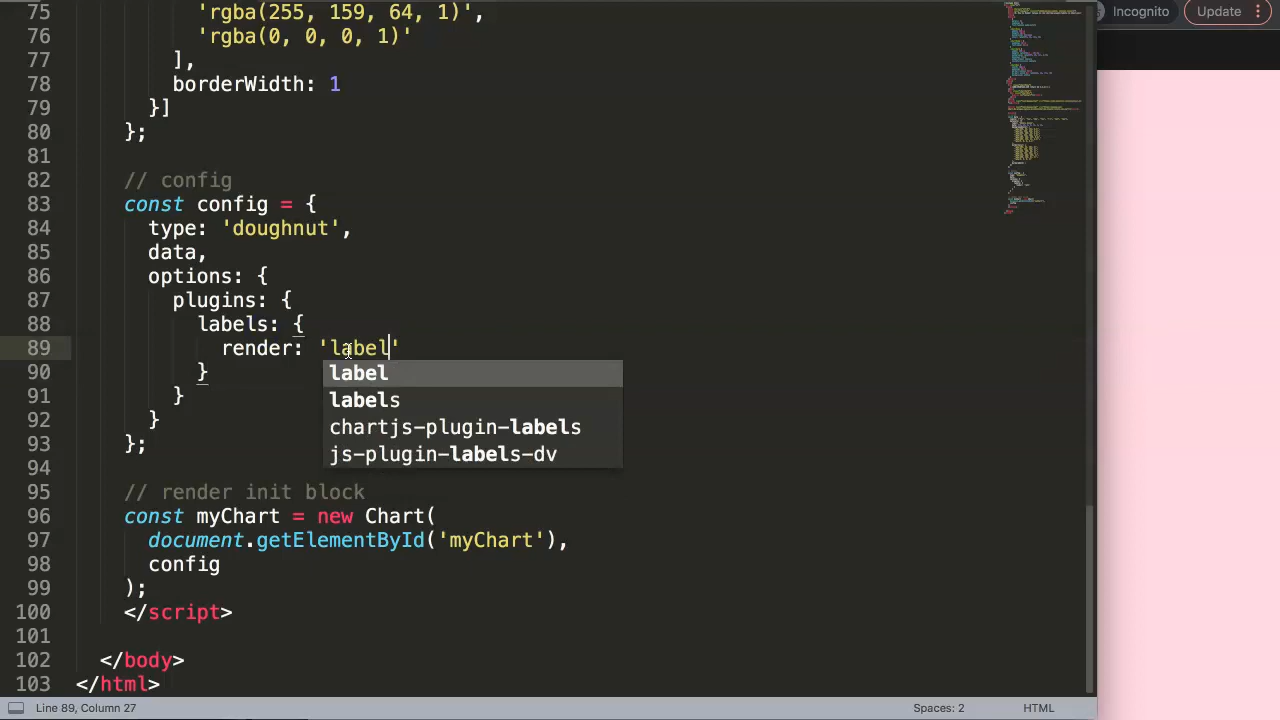 75 'rgba(255, 159, 64, 1)',
76 'rgba(0, 0, 0, 1)'
77 ],
78 borderWidth: 1
79 }]
80 };
81
82 // config
83 const config = {
84 type: 'doughnut',
85 data,
86 options: {
87 plugins: {
88 labels: {
89 render: 'label'
90 }
label
91 }
labels
92 }
chartjs-plugin-labels
93 };
js-plugin-labels-dv
94
95 // render init block
96 const myChart = new Chart(
97 document.getElementById('myChart'),
98 config
99 );
100 </script>
101
102 </body>
103 </html>
Line 89, Column 27
Spaces: 2
HTML
Incognito
Update